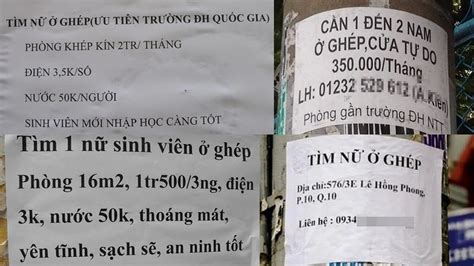 TÌM NỮ Ở GHÉP(ƯU TIÊN TRƯỜNG ĐH QUỐC GIA)
PHÒNG KHÉP KÍN 2TR/ THÁNG
ĐIỆN 3,5K/SỐ
NƯỚC 50K/NGƯỜI
SINH VIÊN MỚI NHẬP HỌC CÀNG TỐT
CẦN 1 ĐẾN 2 NAM
Ở GHÉP,CỬA TỰ DO
350.000/Tháng
LH: 01232 529 612 (A.Kiên)
Phòng gần trường ĐH NTT
Tìm 1 nữ sinh viên ở ghép
Phòng 16m2, 1tr500/3ng, điện
3k, nước 50k, thoáng mát,
yên tĩnh, sạch sẽ, an ninh tốt
TÌM NỮ Ở GHÉP
Địa chỉ:576/3E Lê Hồng Phong,
P.10, Q.10
Liên hệ : 0934